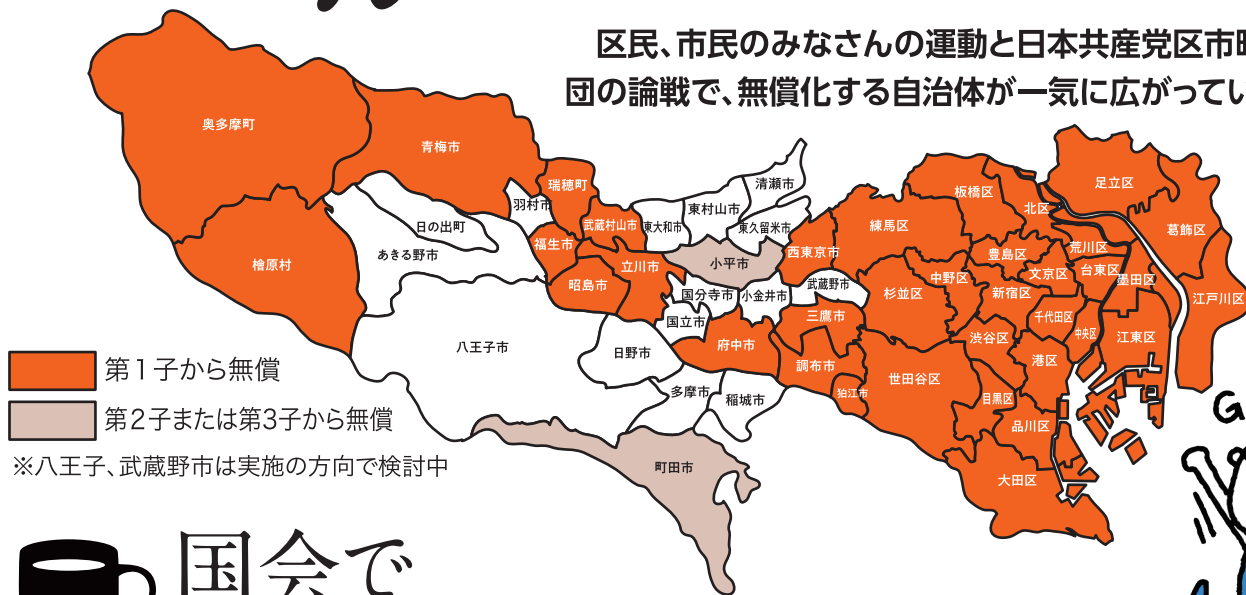 区民、市民のみなさんの運動と日本共産党区市町
団の論戦で、無償化する自治体が一気に広がってい
奥多摩町
青梅市
瑞穂町
羽村市
武蔵村山市
東大和市
東村山市
清瀬市
東久留米市
日の出町
あきる野市
福生市
檜原村
昭島市
立川市
小平市
西東京市
国分寺市
小金井市
武蔵野市
国立市
三鷹市
府中市
調布市
狛江市
八王子市
日野市
多摩市
稲城市
町田市
練馬区
板橋区
北区
足立区
葛飾区
荒川区
豊島区
文京区
台東区
墨田区
江戸川区
中野区
杉並区
新宿区
千代田区
中央区
江東区
渋谷区
港区
世田谷区
目黒区
品川区
大田区
第1子から無償
第2子または第3子から無償
※八王子、武蔵野市は実施の方向で検討中
国会で
G